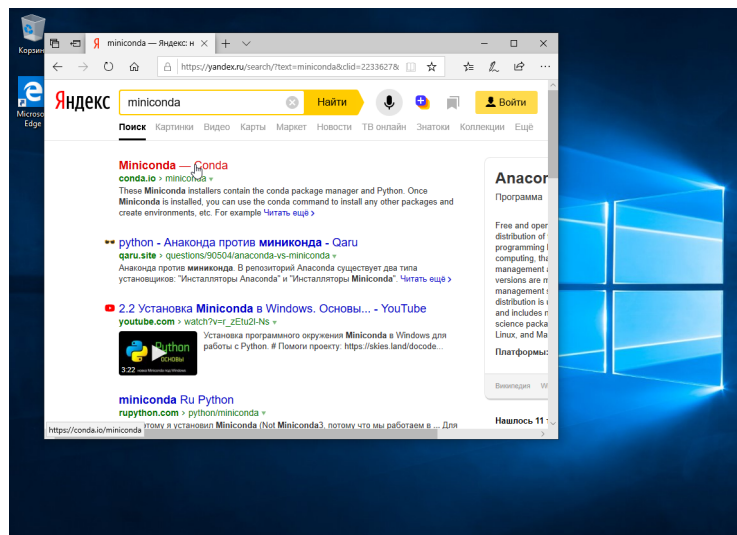 Корзин
Microso
Edge
miniconda — Яндекс: н
https://yandex.ru/search/?text=miniconda&clid=2233627&
Яндекс
miniconda
Найти
Войти
Поиск Картинки Видео Карты Маркет Новости ТВ онлайн Знатоки Коллекции Ещё
Miniconda — Conda
conda.io › miniconda
These Miniconda installers contain the conda package manager and Python. Once
Miniconda is installed, you can use the conda command to install any other packages and
create environments, etc. For example Читать ещё ›
python - Анаконда против миниконда - Qaru
qaru.site › questions/90504/anaconda-vs-miniconda
Анаконда против миниконда. В репозиторий Anaconda существует два типа
установщиков: "Инсталляторы Anaconda" и "Инсталляторы Miniconda". Читать ещё ›
2.2 Установка Miniconda в Windows. Основы... - YouTube
youtube.com › watch?v=r_zEtu2l-Ns
Python
ОСНОВЫ
3:22
Установка программного окружения Miniconda в Windows для
работы с Python. # Помоги проекту: https://skies.land/docode...
miniconda Ru Python
rupython.com › python/miniconda
этому я установил Miniconda (Not Miniconda3, потому что мы работаем в ... Для
https://conda.io/miniconda
Anacor
Программа
Free and oper
distribution of
programming l
computing, tha
management a
versions are m
management s
distribution is
and includes m
science packa
Linux, and Ma
Платформы:
Википедия W
Нашлось 11 т